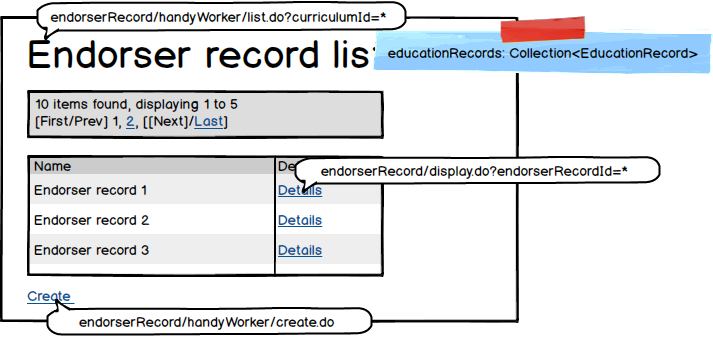 endorserRecord/handyWorker/list.do?curriculumId=*
Endorser record lis
educationRecords: Collection<EducationRecord>
10 items found, displaying 1 to 5
[First/Prev] 1, 2, [[Next]/Last]
Name De
endorserRecord/display.do?endorserRecordId=*
Endorser record 1 Details
Endorser record 2 Details
Endorser record 3 Details
Create
endorserRecord/handyWorker/create.do